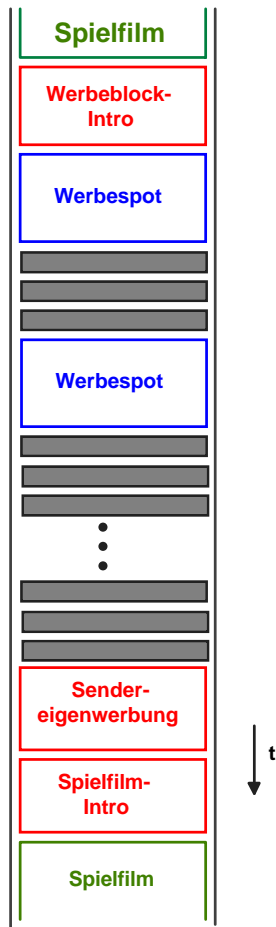 Spielfilm
Werbeblock-
Intro
Werbespot
Werbespot
Sender-
eigenwerbung
t
Spielfilm-
Intro
Spielfilm